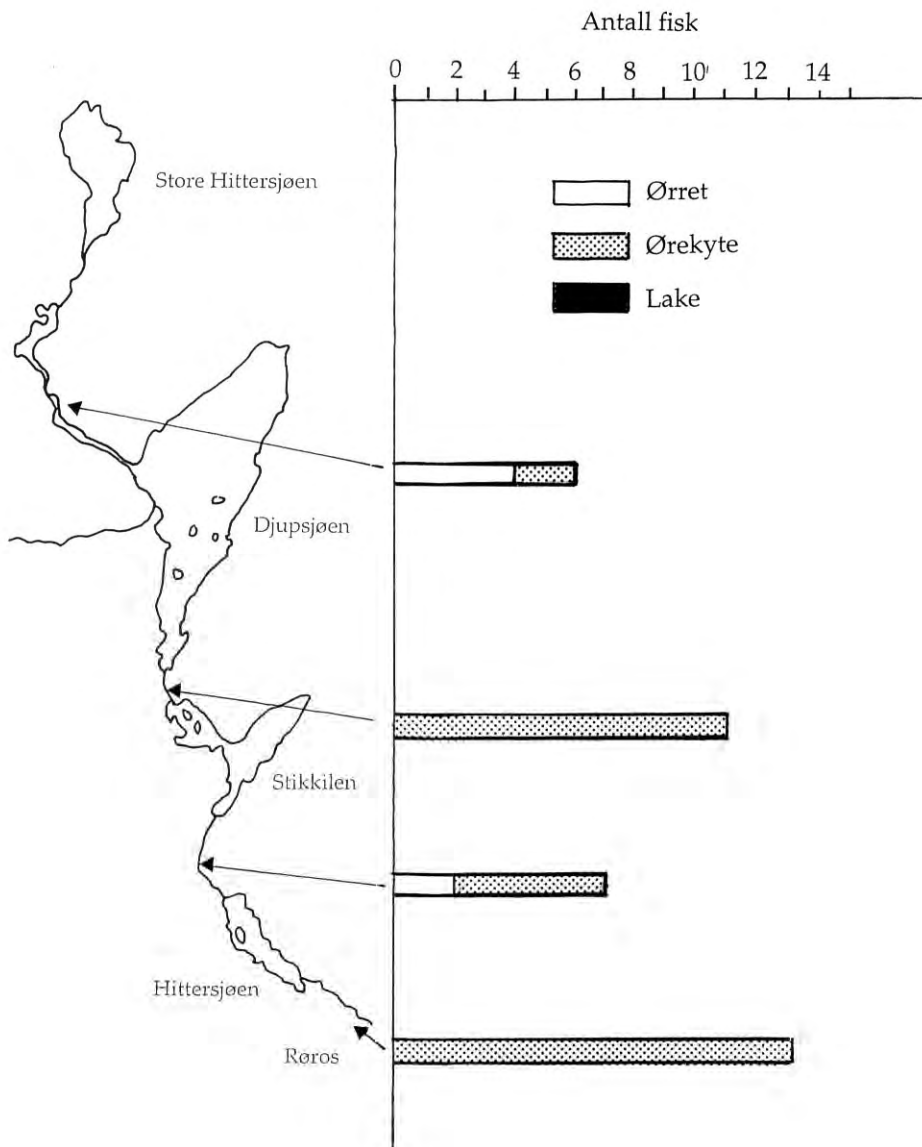 Antall fisk
0 2 4 6 8 10 12 14
Store Hittersjøen
Ørret
Ørekyte
Lake
Djupsjøen
Stikkilen
Hittersjøen
Røros